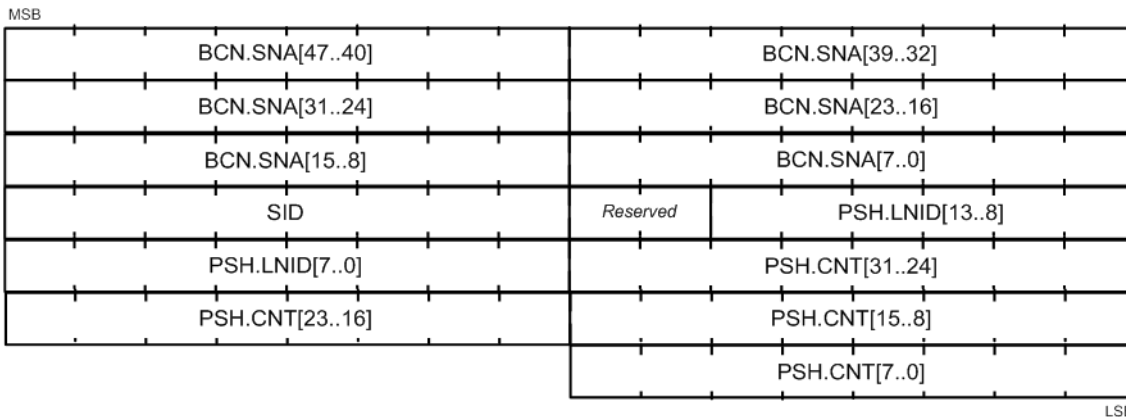 MSB
BCN.SNA[47..40] BCN.SNA[39..32]
BCN.SNA[31..24] BCN.SNA[23..16]
BCN.SNA[15..8] BCN.SNA[7..0]
SID Reserved PSH.LNID[13..8]
PSH.LNID[7..0] PSH.CNT[31..24]
PSH.CNT[23..16] PSH.CNT[15..8]
PSH.CNT[7..0]